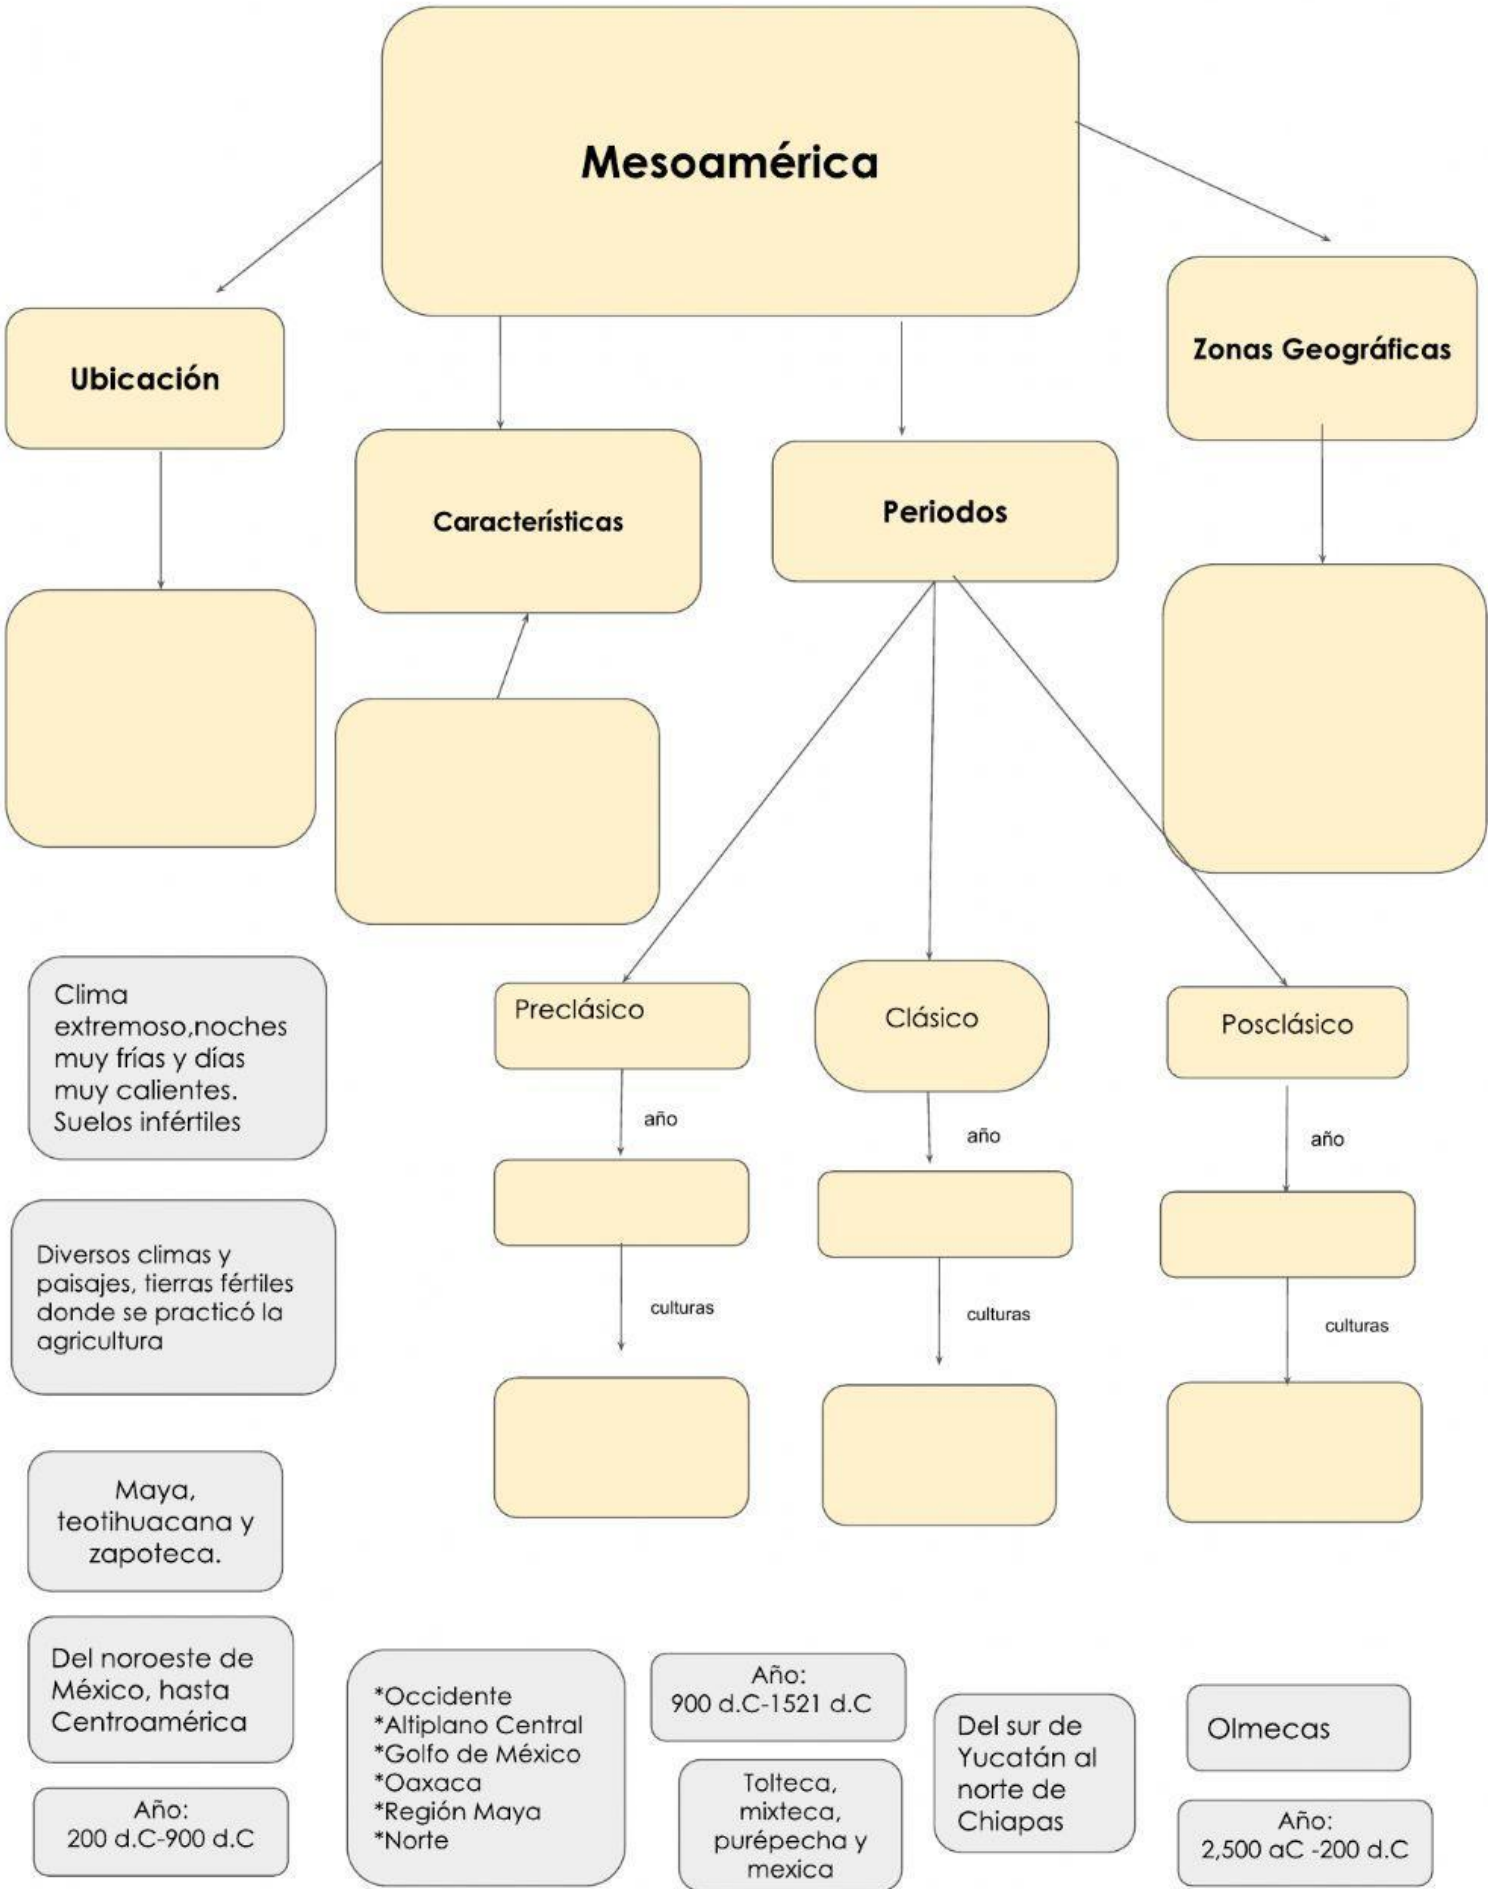 Mesoamérica
Ubicación
Zonas Geográficas
Características
Periodos
Preclásico
Clásico
Posclásico
año
año
año
culturas
culturas
culturas
Clima
extremoso,noches
muy frías y días
muy calientes.
Suelos infértiles
Diversos climas y
paisajes, tierras fértiles
donde se practicó la
agricultura
Maya,
teotihuacana y
zapoteca.
Del noroeste de
México, hasta
Centroamérica
Año:
200 d.C-900 d.C
*Occidente
*Altiplano Central
*Golfo de México
*Oaxaca
*Región Maya
*Norte
Año:
900 d.C-1521 d.C
Tolteca,
mixteca,
purépecha y
mexica
Del sur de
Yucatán al
norte de
Chiapas
Olmecas
Año:
2,500 aC -200 d.C